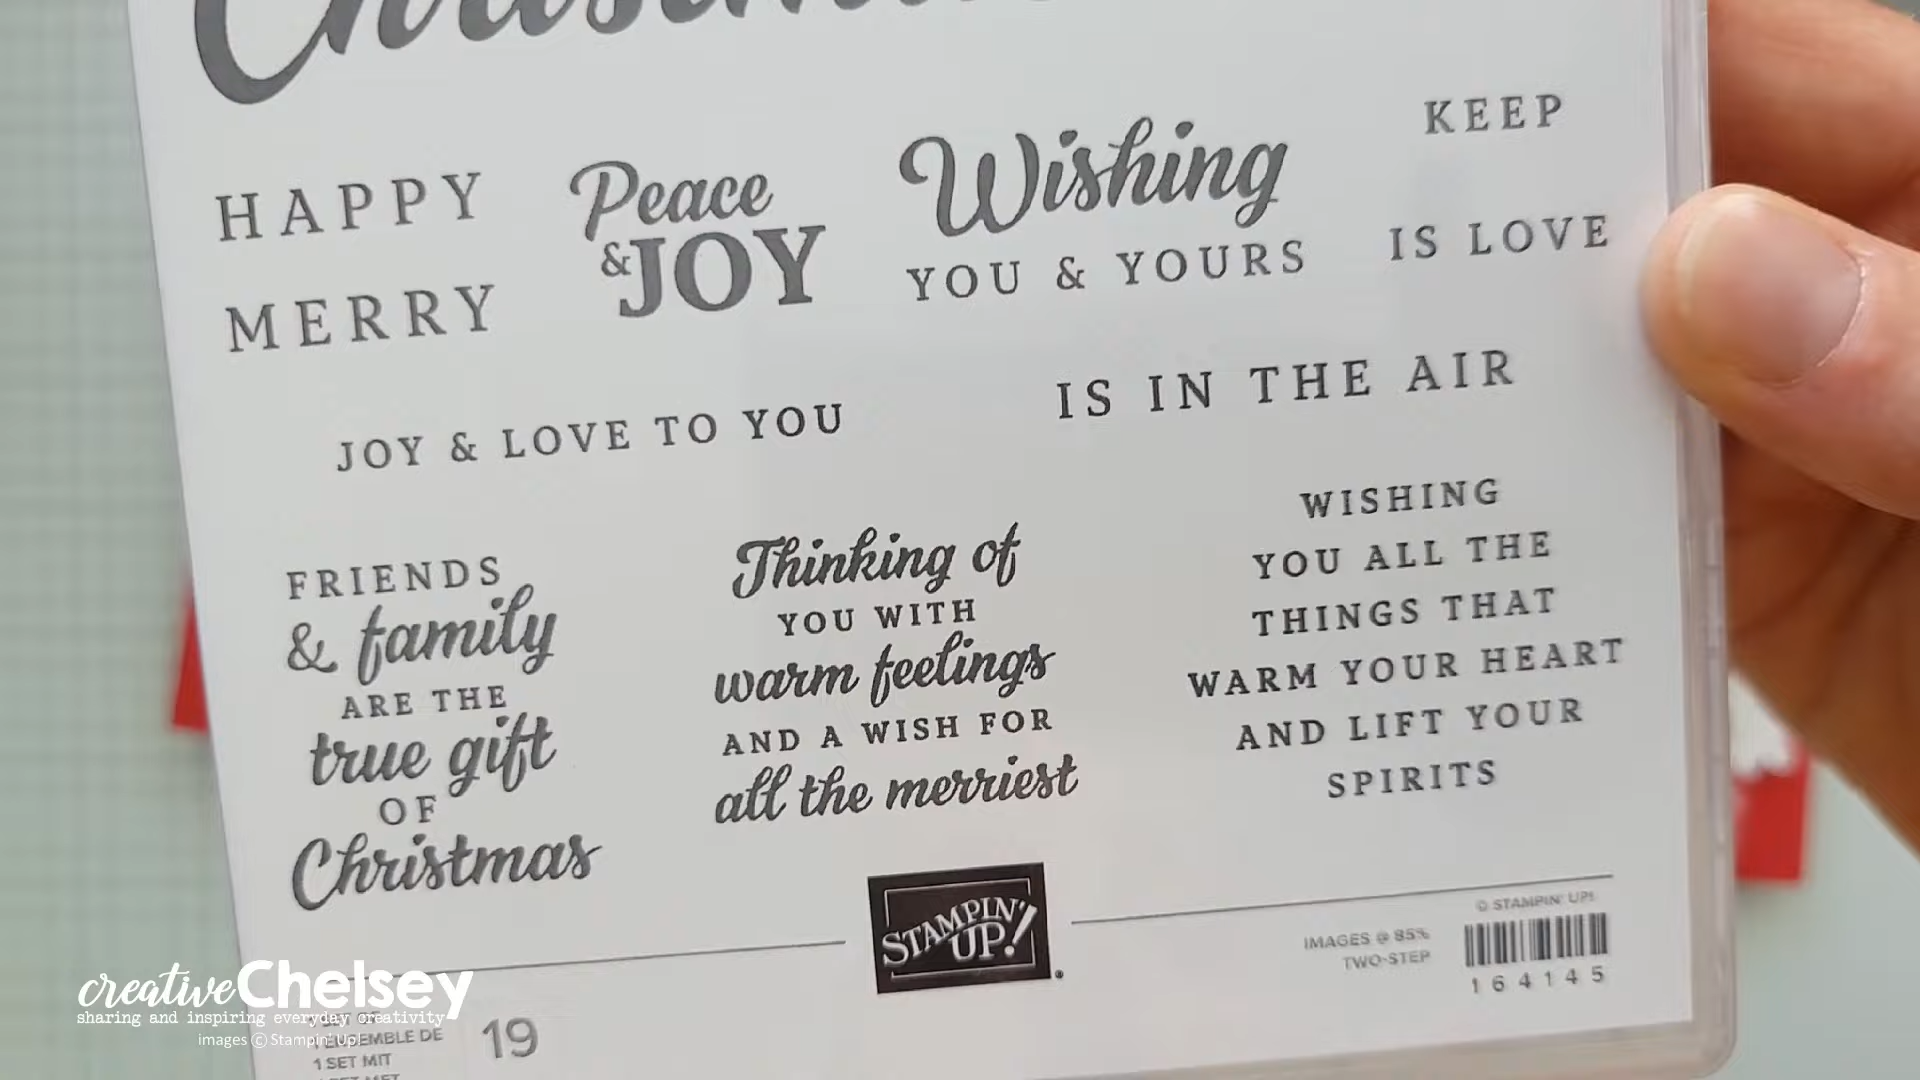 Christmas
KEEP
HAPPY
Peace
& JOY
Wishing
YOU & YOURS
IS LOVE
MERRY
JOY & LOVE TO YOU
IS IN THE AIR
FRIENDS
& family
ARE THE
true gift
OF
Christmas
Thinking of
YOU WITH
warm feelings
AND A WISH FOR
all the merriest
WISHING
YOU ALL THE
THINGS THAT
WARM YOUR HEART
AND LIFT YOUR
SPIRITS
STAMPIN'
UP!
© STAMPIN' UP!
IMAGES @ 85%
TWO-STEP
164145
creativeChelsey
sharing and inspiring everyday creativity
images © Stampin' Up!
ENSEMBLE DE
1 SET MIT
19